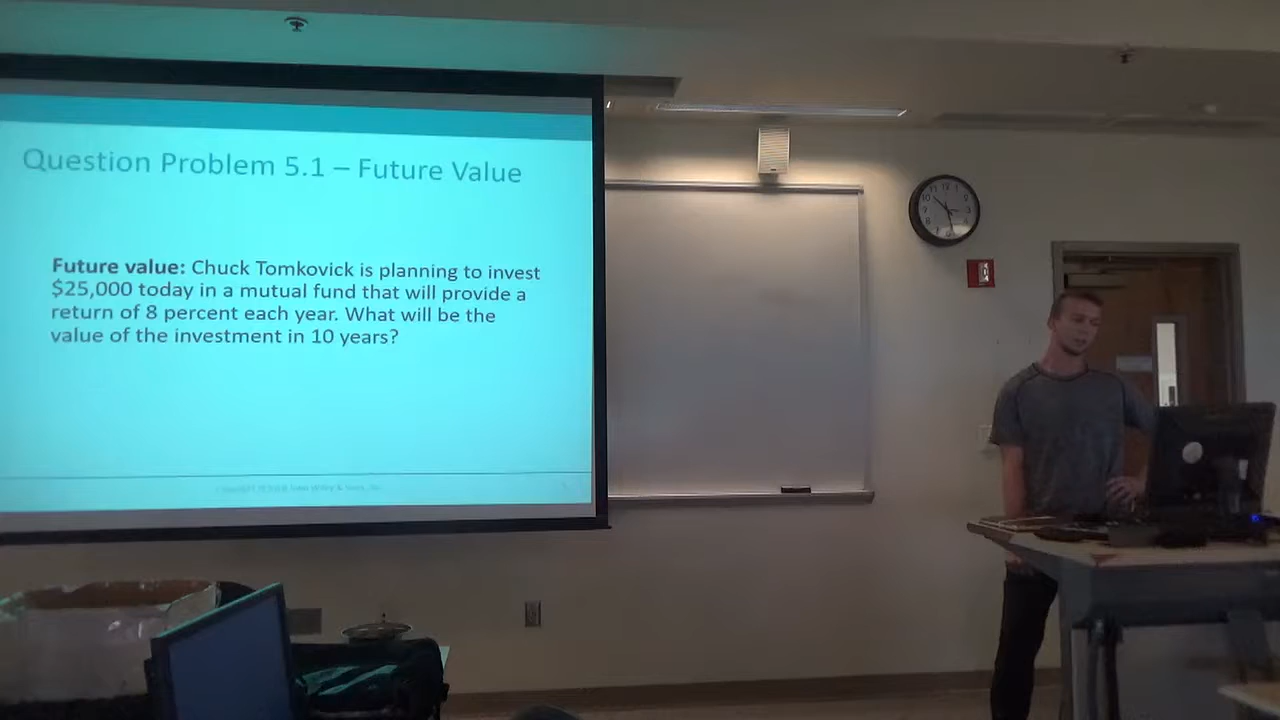 Question Problem 5.1 – Future Value
Future value: Chuck Tomkovick is planning to invest
$25,000 today in a mutual fund that will provide a
return of 8 percent each year. What will be the
value of the investment in 10 years?